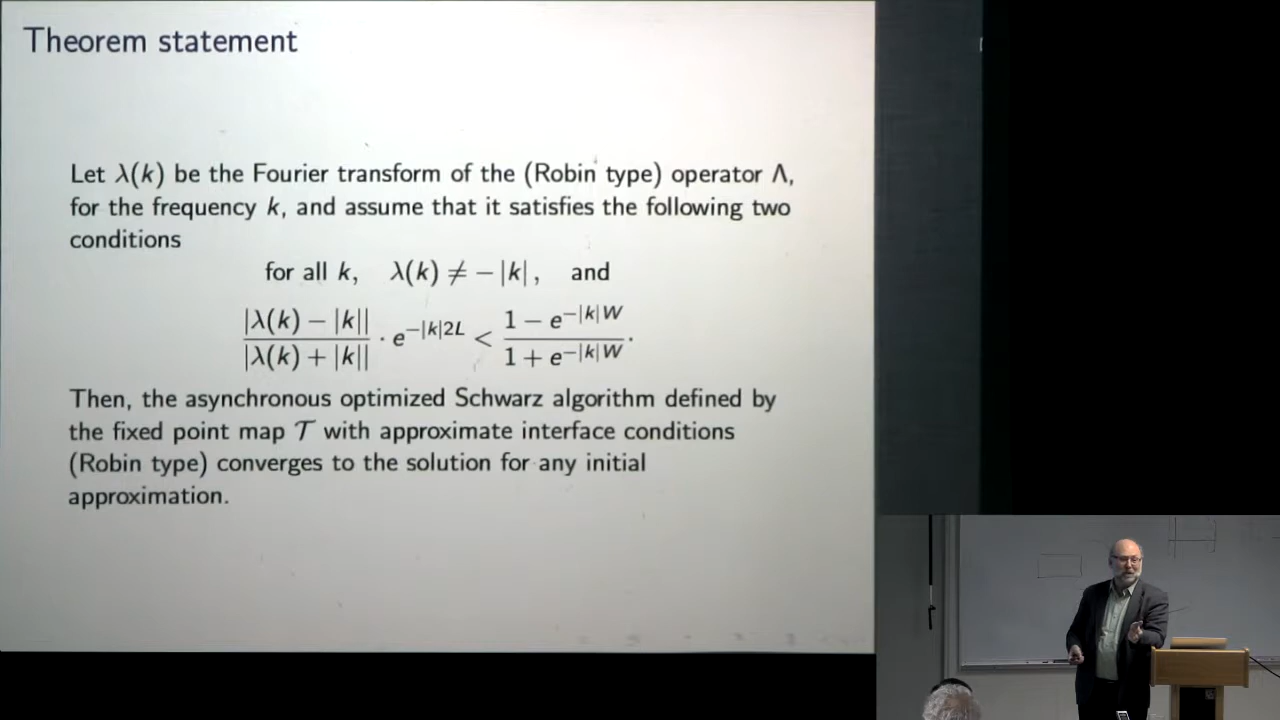 Theorem statement
Let λ(k) be the Fourier transform of the (Robin type) operator Λ,
for the frequency k, and assume that it satisfies the following two
conditions
for all k, λ(k) ≠ −|k|, and
|λ(k) − |k|| / |λ(k) + |k|| · e^{−|k|2L} < (1 − e^{−|k|W}) / (1 + e^{−|k|W}).
Then, the asynchronous optimized Schwarz algorithm defined by
the fixed point map 𝒯 with approximate interface conditions
(Robin type) converges to the solution for any initial
approximation.